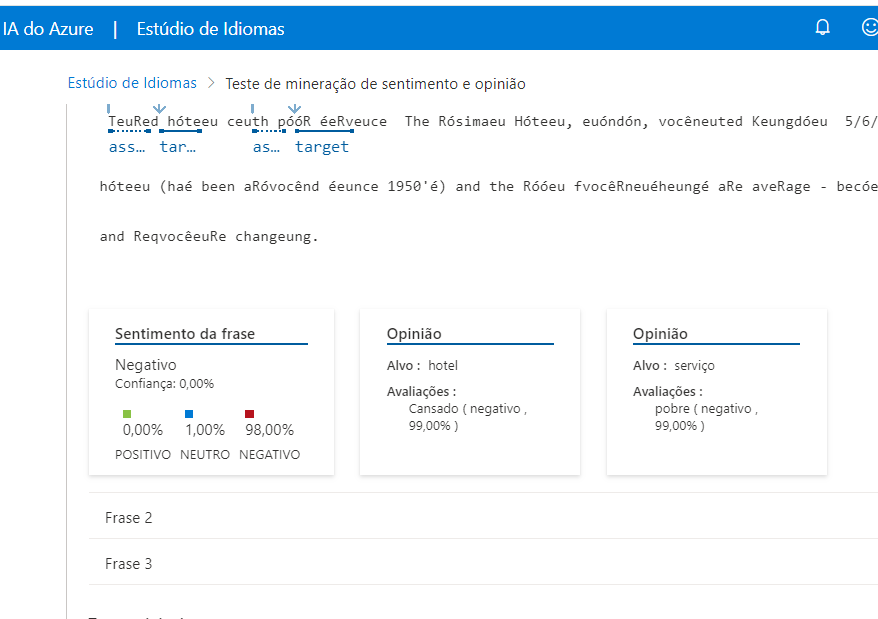 IA do Azure | Estúdio de Idiomas
Estúdio de Idiomas > Teste de mineração de sentimento e opinião
TeuRed hóteeu ceuth póóR éeRveuce The Rósimaeu Hóteeu, euóndón, vocêneuted Keungdóeu 5/6/
ass... tar... as... target
hóteeu (haé been aRóvocênd éeunce 1950'é) and the Róóeu fvocêRneuéheungé aRe aveRage - becóe
and ReqvocêeuRe changeung.
Sentimento da frase
Negativo
Confiança: 0,00%
0,00% 1,00% 98,00%
POSITIVO NEUTRO NEGATIVO
Opinião
Alvo : hotel
Avaliações :
Cansado ( negativo ,
99,00% )
Opinião
Alvo : serviço
Avaliações :
pobre ( negativo ,
99,00% )
Frase 2
Frase 3